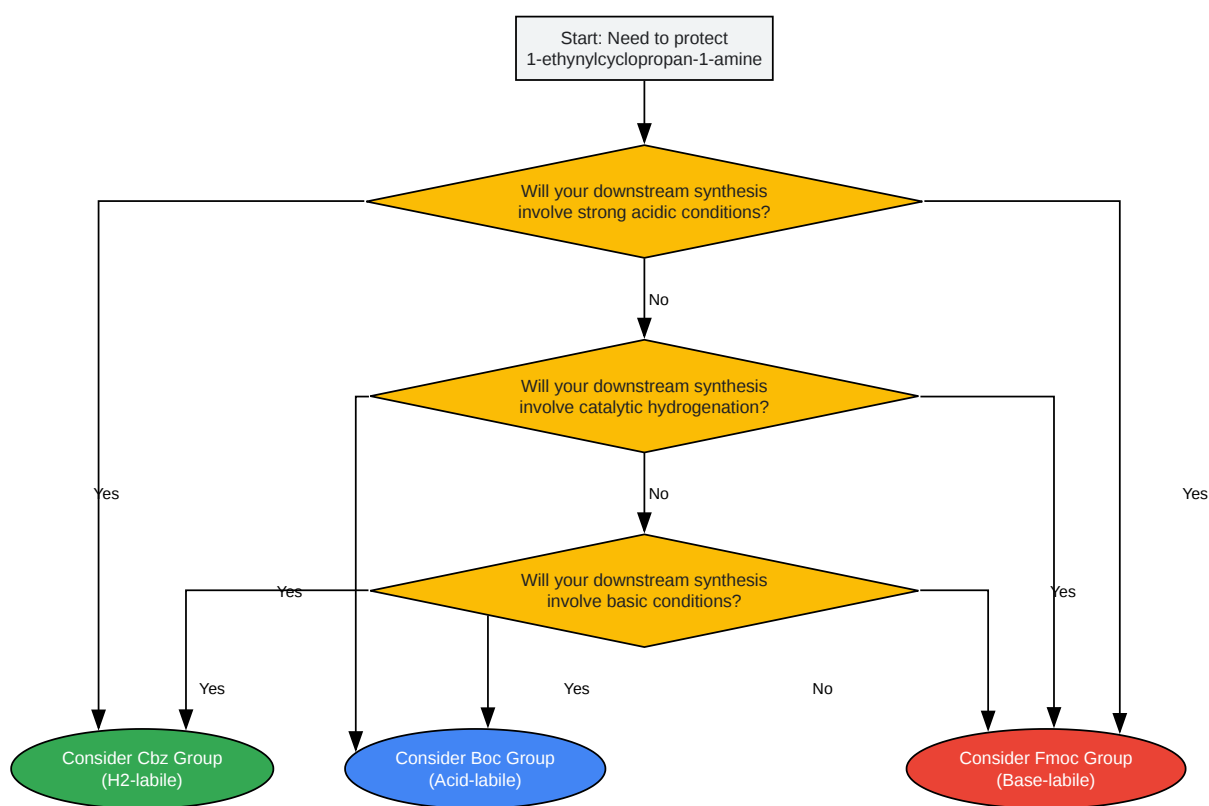 Start: Need to protect
1-ethynylcyclopropan-1-amine
Will your downstream synthesis
involve strong acidic conditions?
No
Will your downstream synthesis
involve catalytic hydrogenation?
Yes
No
Yes
Will your downstream synthesis
involve basic conditions?
Yes
Yes
Yes
Yes
No
Consider Cbz Group
(H2-labile)
Consider Boc Group
(Acid-labile)
Consider Fmoc Group
(Base-labile)